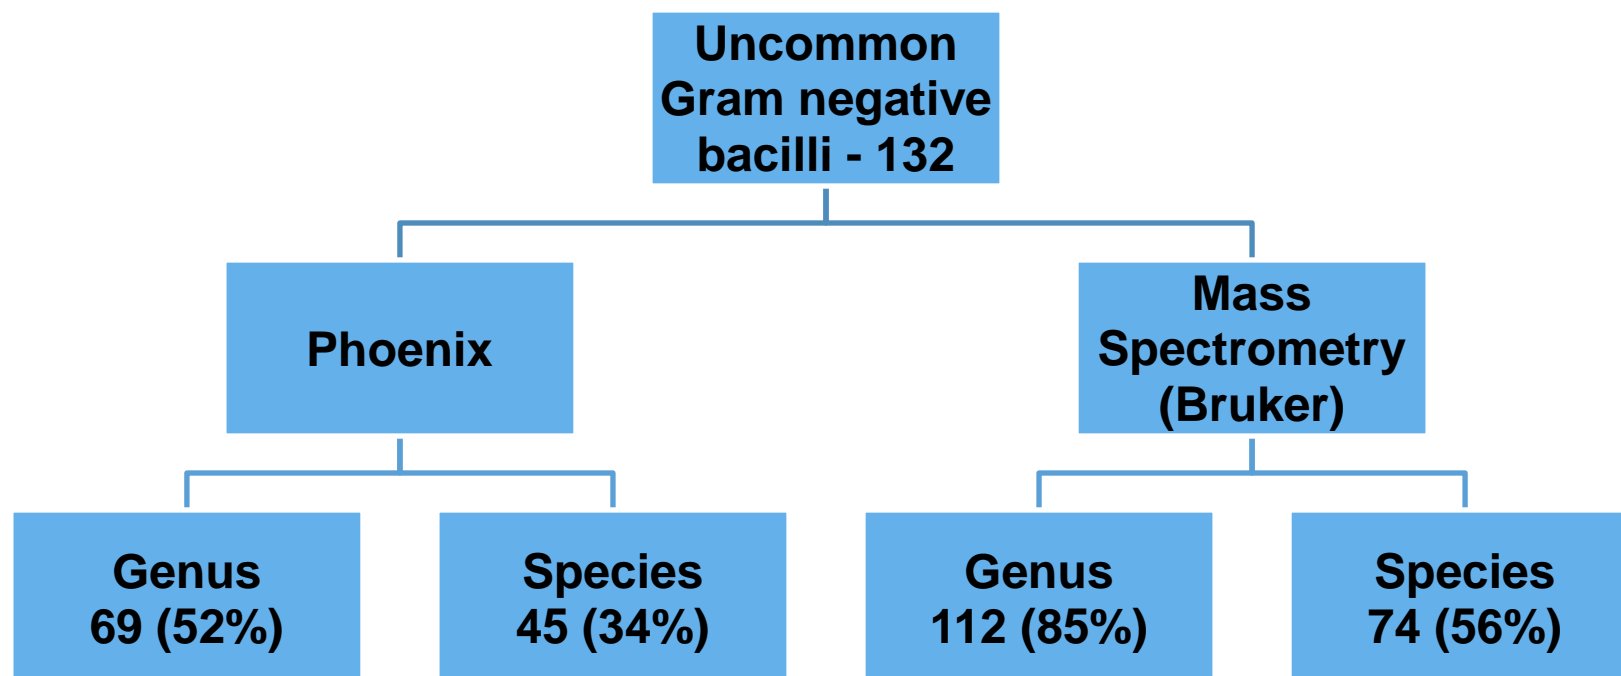 Uncommon
Gram negative
bacilli - 132
Phoenix
Mass
Spectrometry
(Bruker)
Genus
69 (52%)
Species
45 (34%)
Genus
112 (85%)
Species
74 (56%)